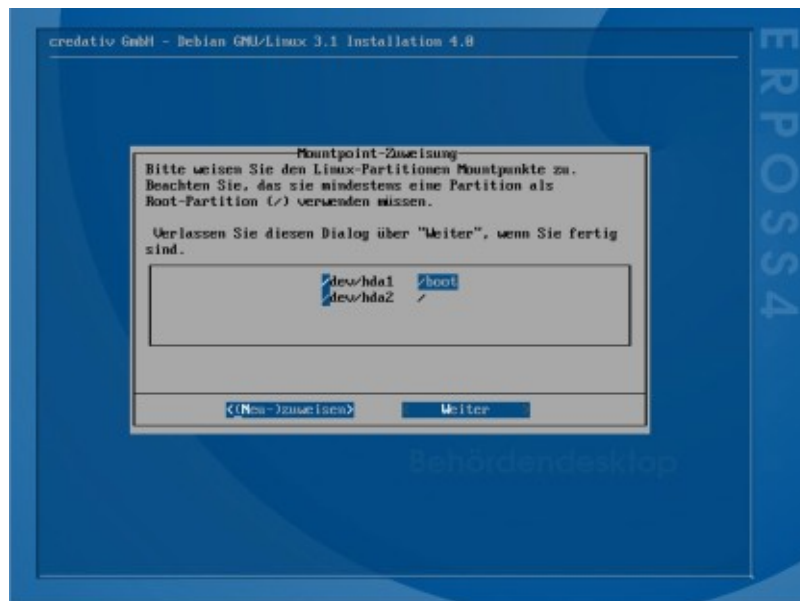 credativ GmbH - Debian GNU/Linux 3.1 Installation 4.0
Mountpoint-Zuweisung
Bitte weisen Sie den Linux-Partitionen Mountpunkte zu.
Beachten Sie, das sie mindestens eine Partition als
Root-Partition (/) verwenden müssen.
Verlassen Sie diesen Dialog über "Weiter", wenn Sie fertig
sind.
/dev/hda1 /boot
/dev/hda2 /
<(Neu-)zuweisen> < Weiter >
Behördendesktop
ERPOSS4